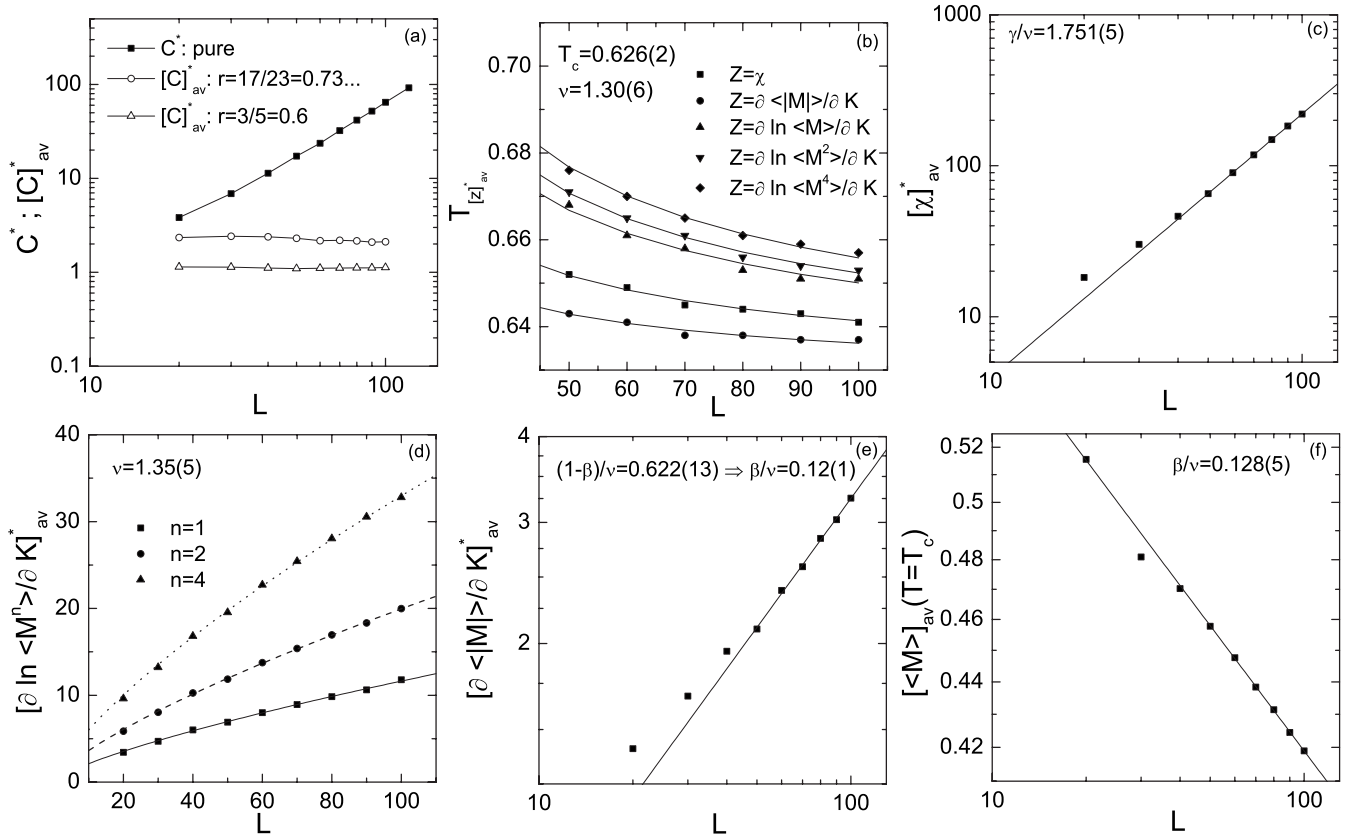 (a)
C*: pure
[C]*av: r=17/23=0.73...
[C]*av: r=3/5=0.6
100
10
1
0.1
10
100
C* ; [C]*av
L
(b)
Tc=0.626(2)
ν=1.30(6)
Z=χ
Z=∂ <|M|>/∂ K
Z=∂ ln <M>/∂ K
Z=∂ ln <M²>/∂ K
Z=∂ ln <M⁴>/∂ K
0.70
0.68
0.66
0.64
50
60
70
80
90
100
T[z]*av
L
(c)
γ/ν=1.751(5)
1000
100
10
10
100
[χ]*av
L
(d)
ν=1.35(5)
n=1
n=2
n=4
40
30
20
10
0
20
40
60
80
100
[∂ ln <Mⁿ>/∂ K]*av
L
(e)
(1-β)/ν=0.622(13) ⇒ β/ν=0.12(1)
4
3
2
10
100
[∂ <|M|>/∂ K]*av
L
(f)
β/ν=0.128(5)
0.52
0.5
0.48
0.46
0.44
0.42
10
100
[<M>]av(T=Tc)
L